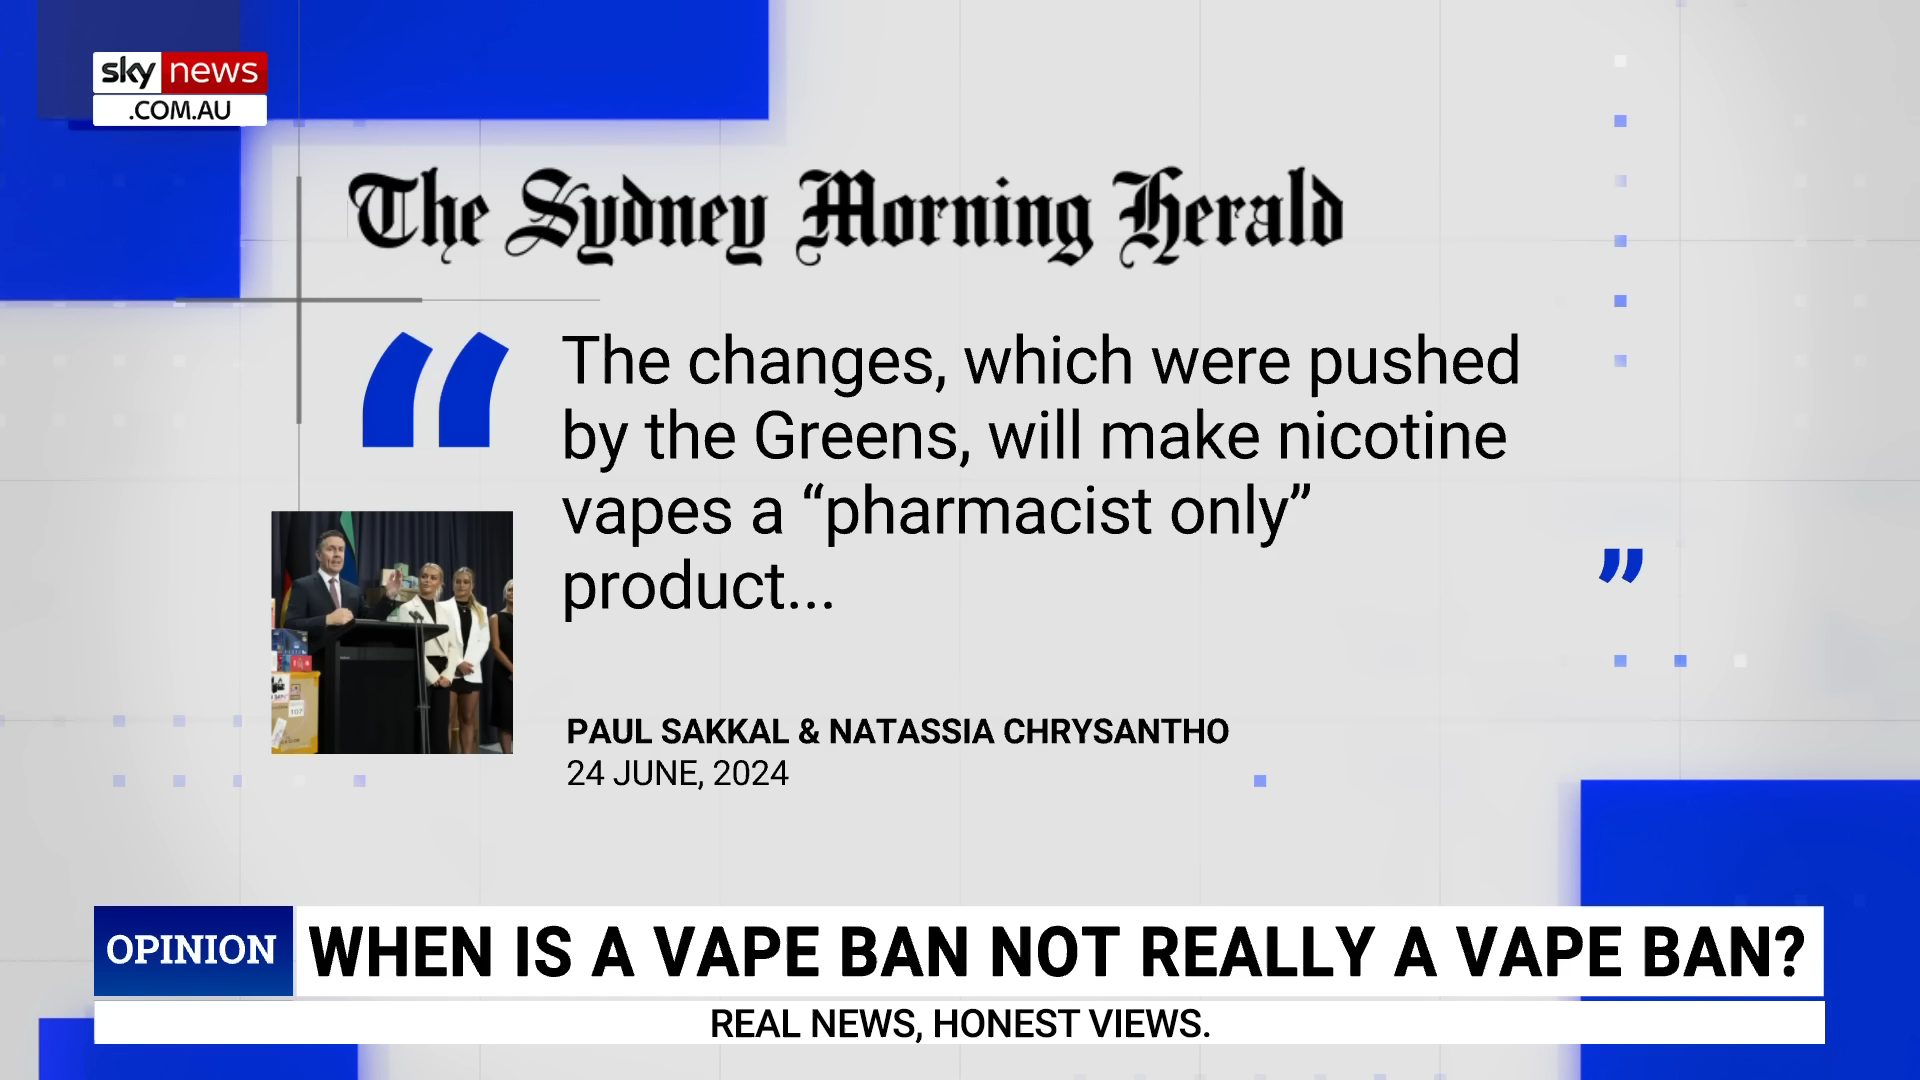 sky news
.COM.AU
The Sydney Morning Herald
“
The changes, which were pushed
by the Greens, will make nicotine
vapes a “pharmacist only”
product...
”
107
PAUL SAKKAL & NATASSIA CHRYSANTHO
24 JUNE, 2024
OPINION
WHEN IS A VAPE BAN NOT REALLY A VAPE BAN?
REAL NEWS, HONEST VIEWS.